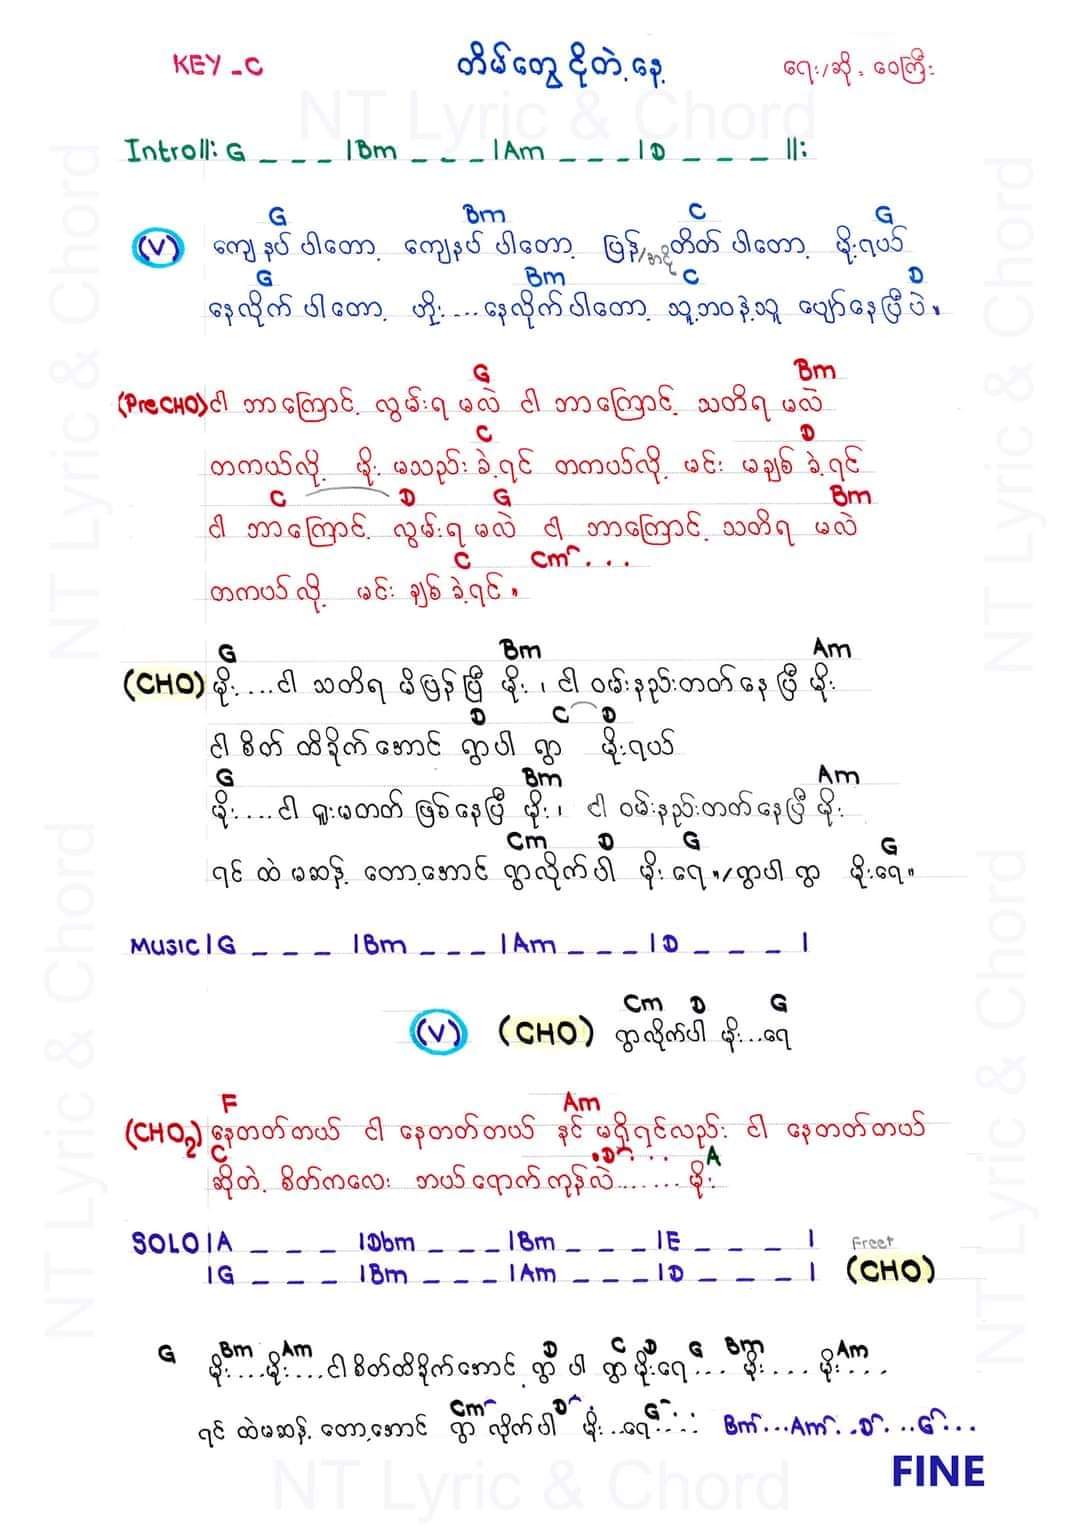 KEY - C တိမ်တွေ ငိုတဲ့ နေ့ ရေး/ဆို - ဝေကြီး
Intro||: G _ _ _ |Bm _ _ _ |Am _ _ _ |D _ _ _ _ ||:
G Bm C G
(V) ကျေနပ် ပါတော့ ကျေနပ် ပါတော့ ဖြန့်/အငို တိတ် ပါတော့ မိုးရယ်
G Bm C D
နေလိုက် ပါတော့ ဟိုး....နေလိုက်ပါတော့ သူ့ဘဝနဲ့သူ ပျော်နေပြီ ပဲ။
G Bm
(Pre CHO) ငါ ဘာကြောင့် လွမ်းရ မလဲ ငါ ဘာကြောင့် သတိရ မလဲ
C D
တကယ်လို့ မိုး မသည်း ခဲ့ရင် တကယ်လို့ မင်း မချစ် ခဲ့ရင်
C D G Bm
ငါ ဘာကြောင့် လွမ်းရ မလဲ ငါ ဘာကြောင့် သတိရ မလဲ
C Cm...
တကယ်လို့ မင်း ချစ် ခဲ့ရင်။
G Bm Am
(CHO) မိုး....ငါ သတိရ မိပြန်ပြီ မိုး၊ ငါ ဝမ်းနည်းတတ်နေပြီ မိုး
D C D
ငါ စိတ် ထိခိုက်အောင် ရွာပါ ရွာ မိုးရယ်
G Bm Am
မိုး....ငါ ရူးမတတ် ဖြစ်နေပြီ မိုး၊ ငါ ဝမ်းနည်းတတ်နေပြီ မိုး
Cm D G G
ရင် ထဲ မဆန့် တော့အောင် ရွာလိုက်ပါ မိုးရေ။/ရွာပါ ရွာ မိုးရေ။
MUSIC|G _ _ _ |Bm _ _ _ |Am _ _ _ |D _ _ _ |
Cm D G
(V) (CHO) ရွာလိုက်ပါ မိုး...ရေ
F Am
(CHO2) နေတတ်တယ် ငါ နေတတ်တယ် နင် မရှိရင်လည်း ငါ နေတတ်တယ်
C D... A
ဆိုတဲ့ စိတ်ကလေး ဘယ်ရောက်ကုန်လဲ.......မိုး
SOLO|A _ _ _ |Dbm _ _ _ |Bm _ _ _ |E _ _ _ | Freet
|G _ _ _ |Bm _ _ _ |Am _ _ _ |D _ _ _ | (CHO)
G Bm Am D C D G Bm Am
မိုး....မိုး....ငါစိတ်ထိခိုက်အောင် ရွာ ပါ ရွာ မိုးရေ... မိုး.... မိုး....
Cm D G
ရင် ထဲမဆန့် တော့အောင် ရွာ လိုက်ပါ မိုး..ရေ.... Bm...Am..D...G...
FINE
NT Lyric & Chord
NT Lyric & Chord
NT Lyric & Chord
NT Lyric & Chord
NT Lyric & Chord
NT Lyric & Chord